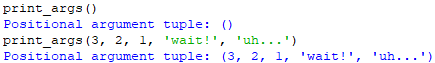 print_args()
Positional argument tuple: ()
print_args(3, 2, 1, 'wait!', 'uh...')
Positional argument tuple: (3, 2, 1, 'wait!', 'uh...')